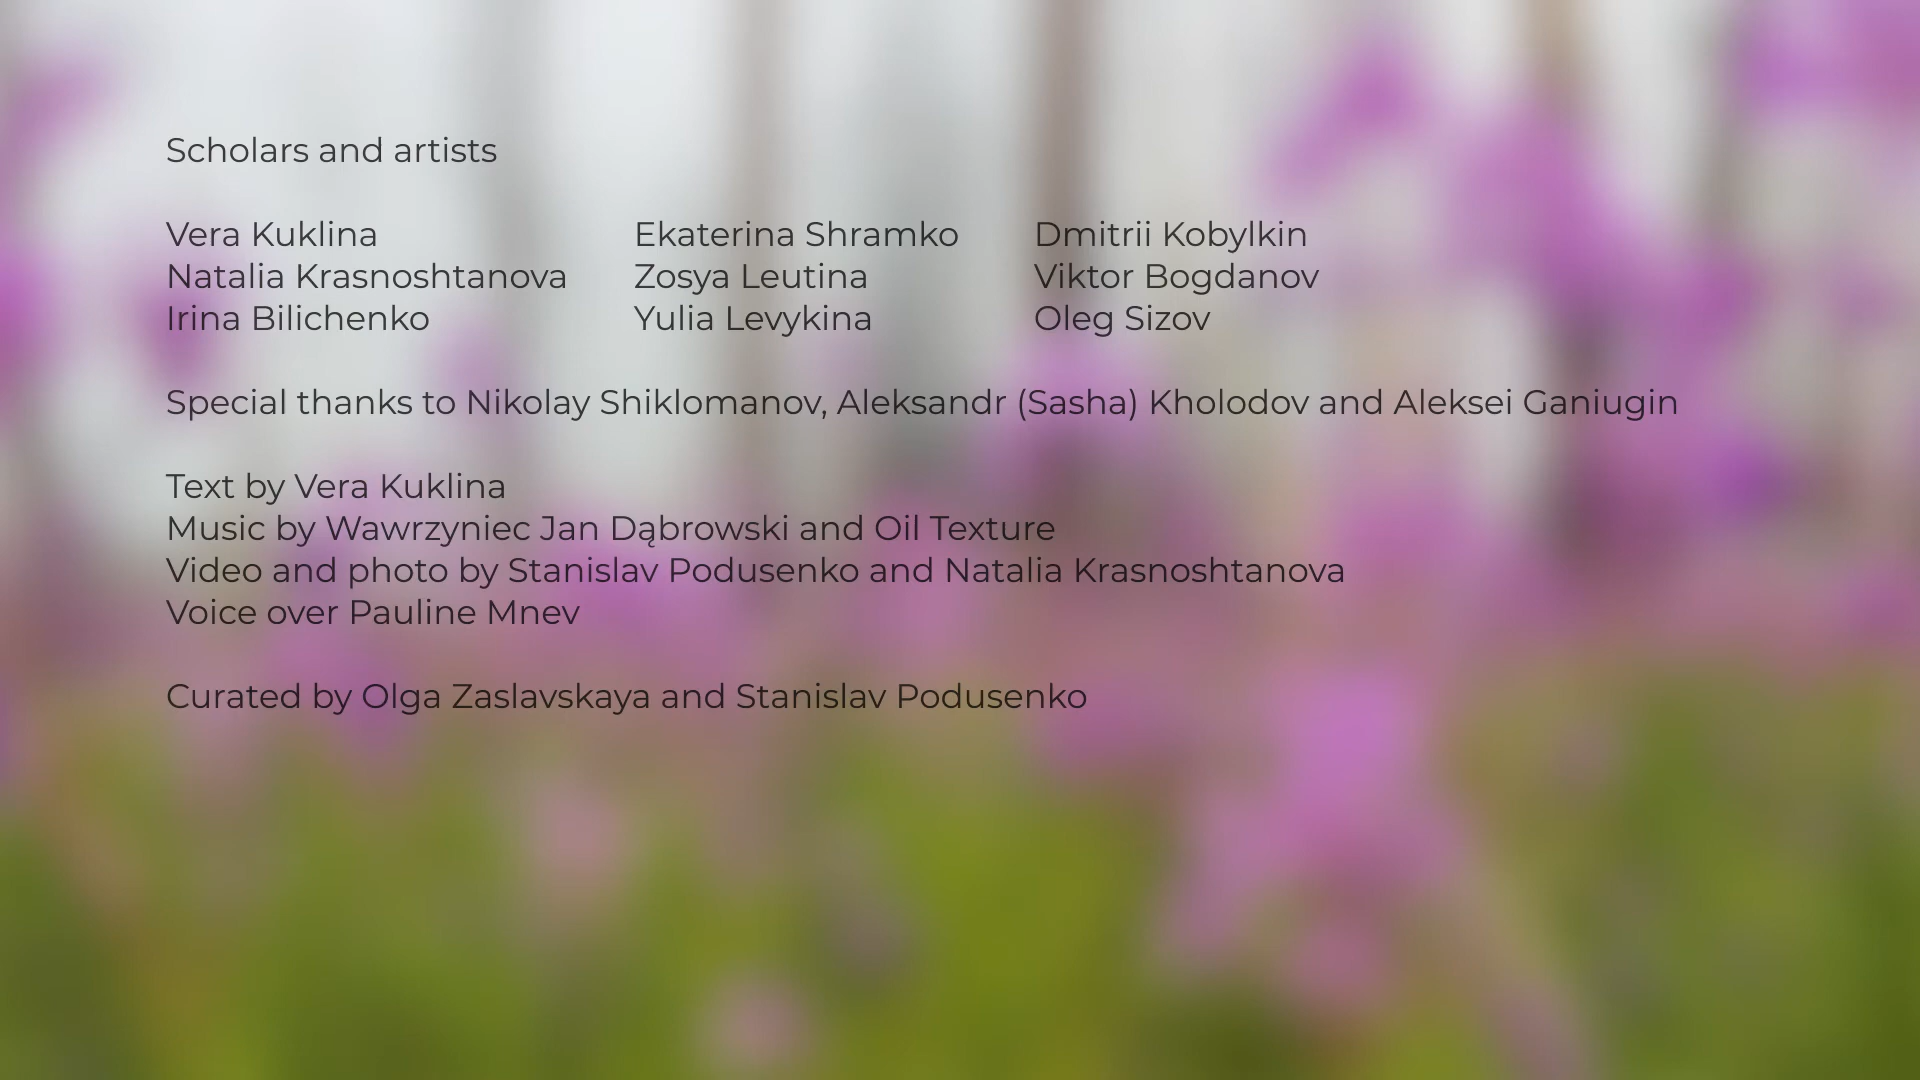 Scholars and artists
Vera Kuklina
Natalia Krasnoshtanova
Irina Bilichenko
Ekaterina Shramko
Zosya Leutina
Yulia Levykina
Dmitrii Kobylkin
Viktor Bogdanov
Oleg Sizov
Special thanks to Nikolay Shiklomanov, Aleksandr (Sasha) Kholodov and Aleksei Ganiugin
Text by Vera Kuklina
Music by Wawrzyniec Jan Dąbrowski and Oil Texture
Video and photo by Stanislav Podusenko and Natalia Krasnoshtanova
Voice over Pauline Mnev
Curated by Olga Zaslavskaya and Stanislav Podusenko